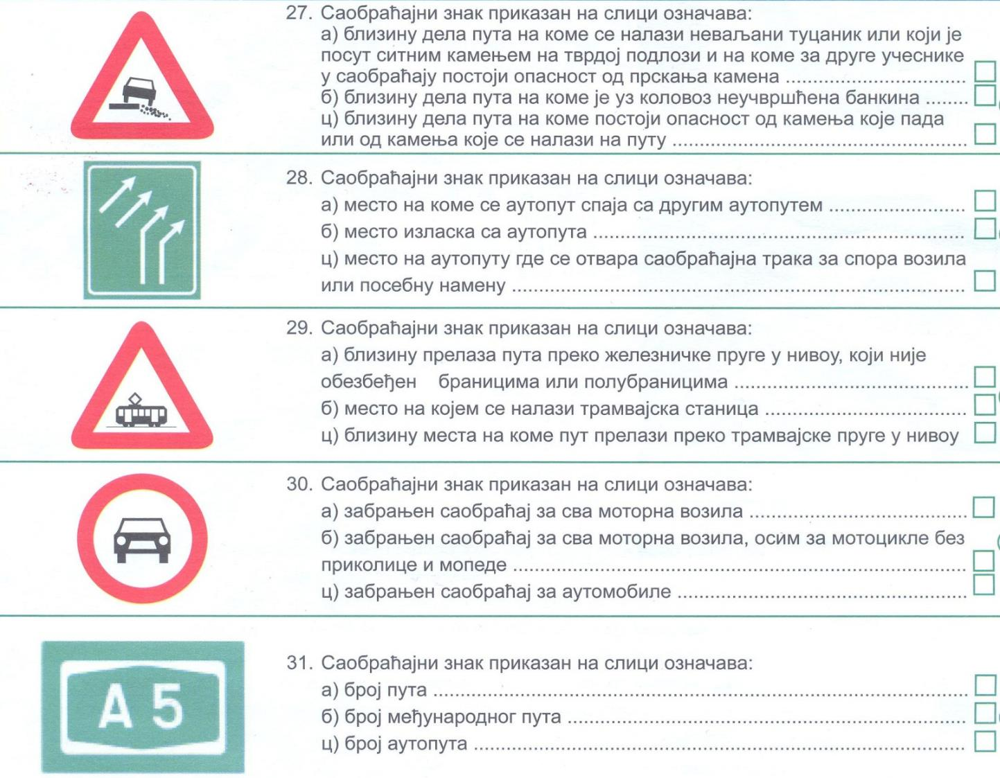 27. Саобраћајни знак приказан на слици означава:
а) близину дела пута на коме се налази неваљани туцаник или који је
посут ситним камењем на тврдој подлози и на коме за друге учеснике
у саобраћају постоји опасност од прскања камена ................................
б) близину дела пута на коме је уз коловоз неучвршћена банкина ........
ц) близину дела пута на коме постоји опасност од камења које пада
или од камења које се налази на путу ....................................................
28. Саобраћајни знак приказан на слици означава:
а) место на коме се аутопут спаја са другим аутопутем ........................
б) место изласка са аутопута ..................................................................
ц) место на аутопуту где се отвара саобраћајна трака за спора возила
или посебну намену ................................................................................
29. Саобраћајни знак приказан на слици означава:
а) близину прелаза пута преко железничке пруге у нивоу, који није
обезбеђен браницима или полубраницима .........................................
б) место на којем се налази трамвајска станица ...................................
ц) близину места на коме пут прелази преко трамвајске пруге у нивоу
30. Саобраћајни знак приказан на слици означава:
а) забрањен саобраћај за сва моторна возила ......................................
б) забрањен саобраћај за сва моторна возила, осим за мотоцикле без
приколице и мопеде ................................................................................
ц) забрањен саобраћај за аутомобиле ...................................................
А 5
31. Саобраћајни знак приказан на слици означава:
а) број пута ..............................................................................................
б) број међународног пута ......................................................................
ц) број аутопута .......................................................................................